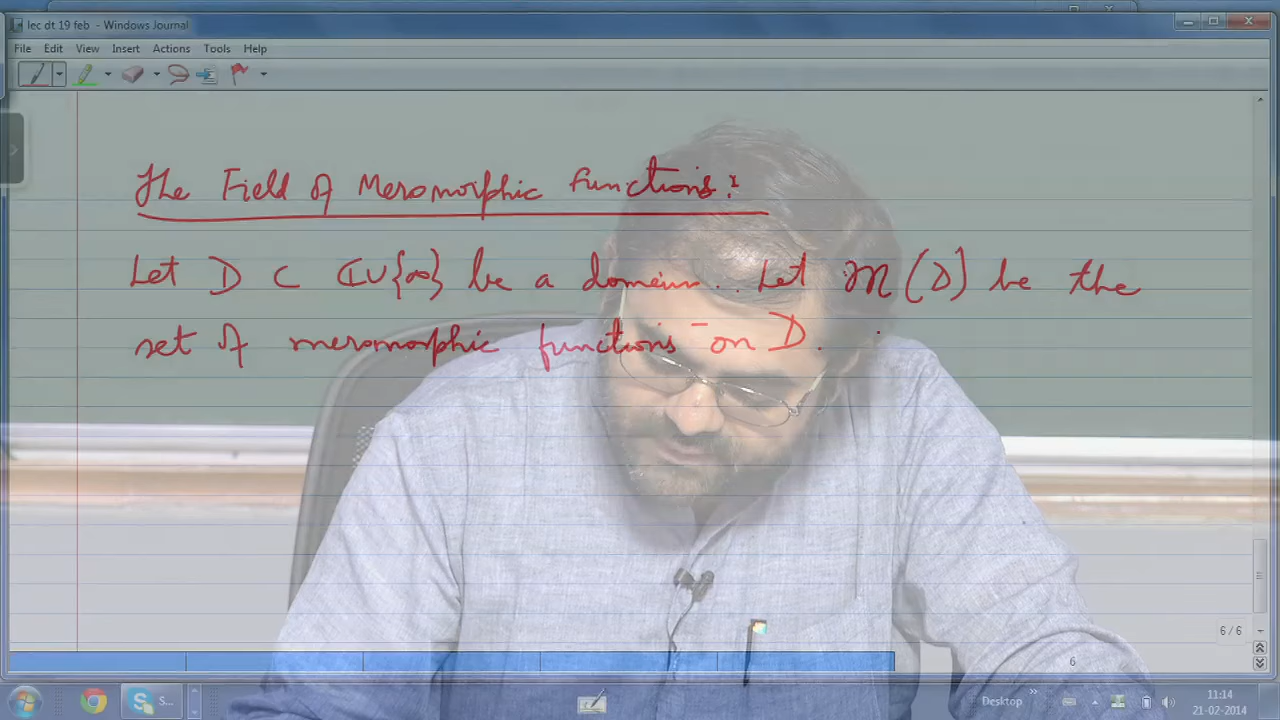 lec dt 19 feb - Windows Journal
File Edit View Insert Actions Tools Help
The Field of Meromorphic Functions:
Let D ⊂ ℂ∪{∞} be a domain. Let M(D) be the
set of meromorphic functions on D.
6 / 6
6
S...
Desktop
11:14
21-02-2014